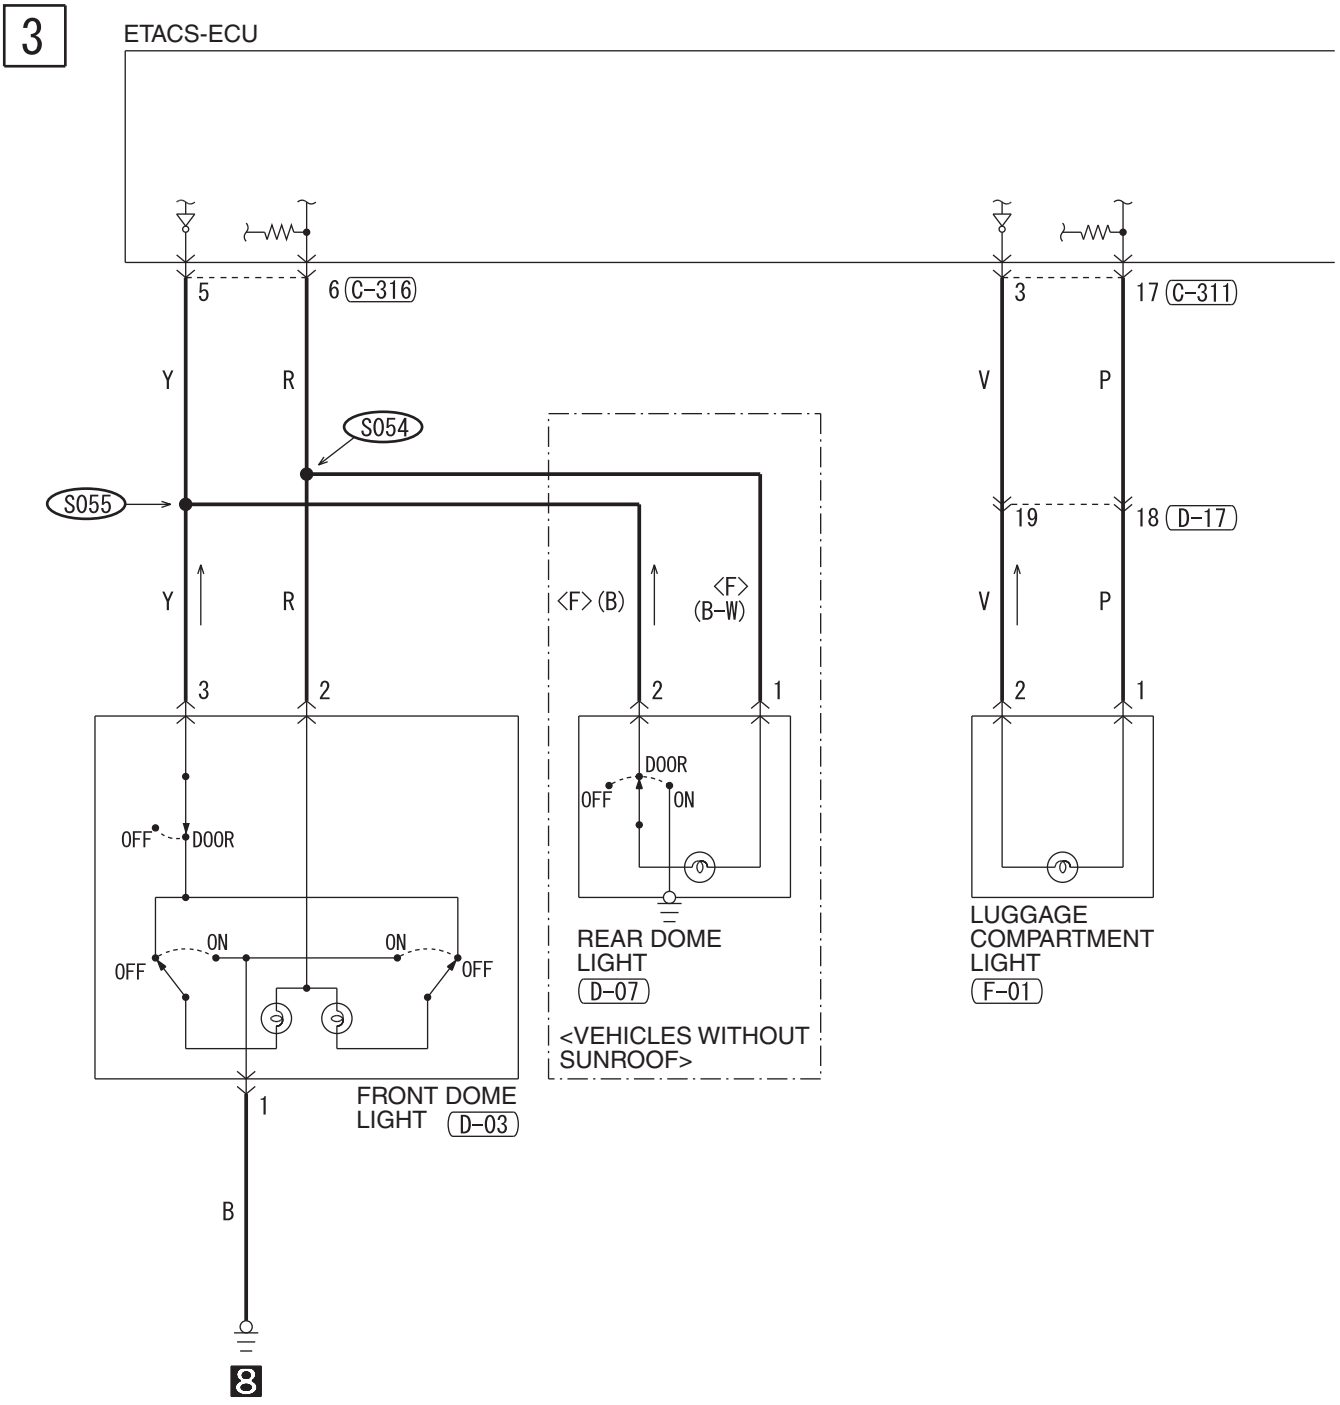 3
ETACS-ECU
5
6 (C-316)
3
17 (C-311)
Y
R
V
P
S054
S055
19
18 (D-17)
Y
R
<F>(B)
<F>
(B-W)
V
P
3
2
2
1
2
1
DOOR
OFF
ON
OFF
DOOR
ON
ON
OFF
OFF
REAR DOME
LIGHT
D-07
<VEHICLES WITHOUT
SUNROOF>
LUGGAGE
COMPARTMENT
LIGHT
F-01
1
FRONT DOME
LIGHT D-03
B
8